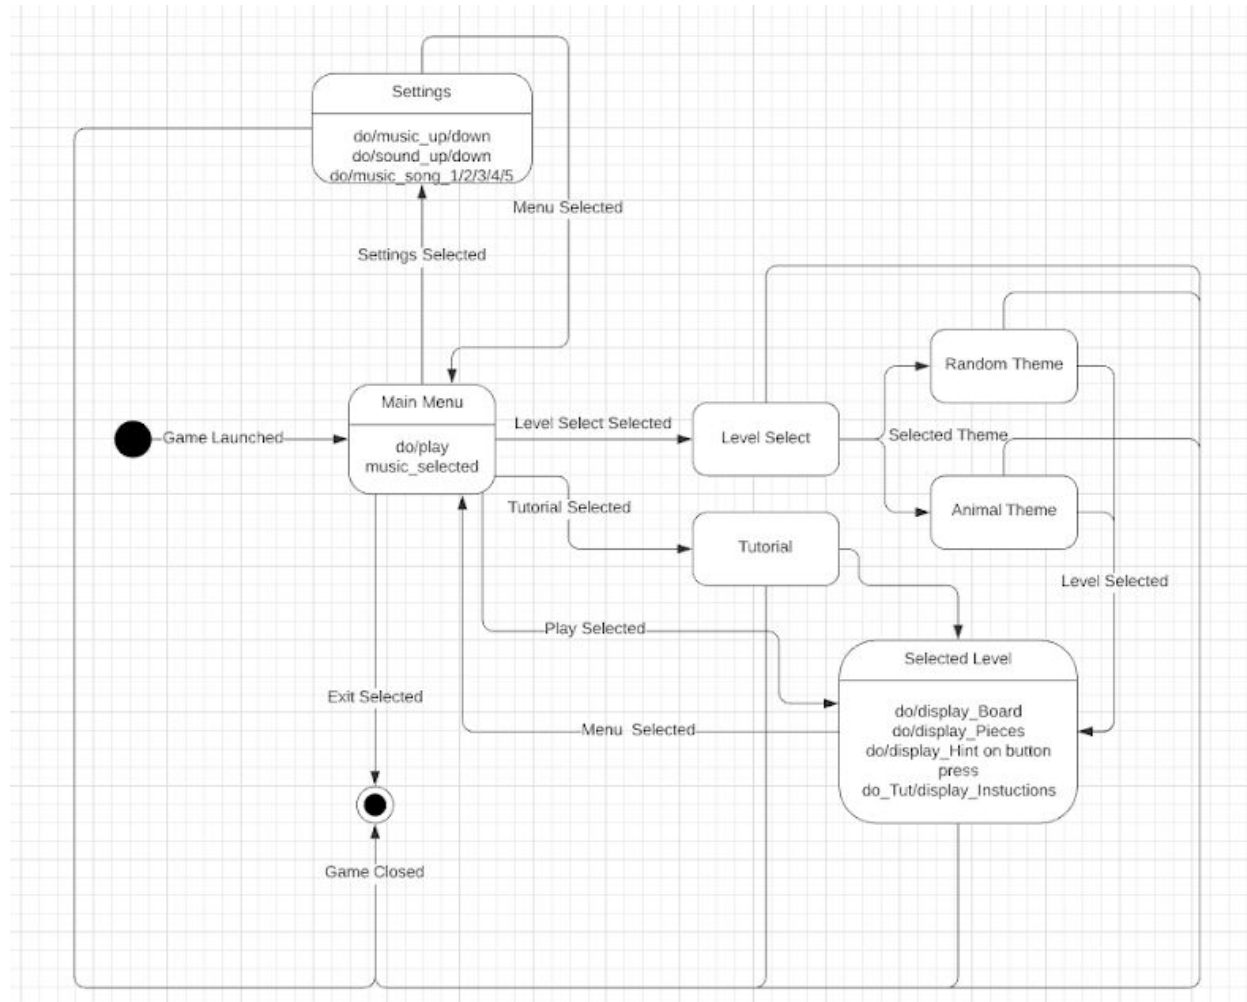 Settings
do/music_up/down
do/sound_up/down
do/music_song_1/2/3/4/5
Menu Selected
Settings Selected
Random Theme
Main Menu
do/play
music_selected
Game Launched
Level Select Selected
Level Select
Selected Theme
Animal Theme
Tutorial Selected
Tutorial
Level Selected
Play Selected
Selected Level
do/display_Board
do/display_Pieces
do/display_Hint on button
press
do_Tut/display_Instuctions
Exit Selected
Menu Selected
Game Closed